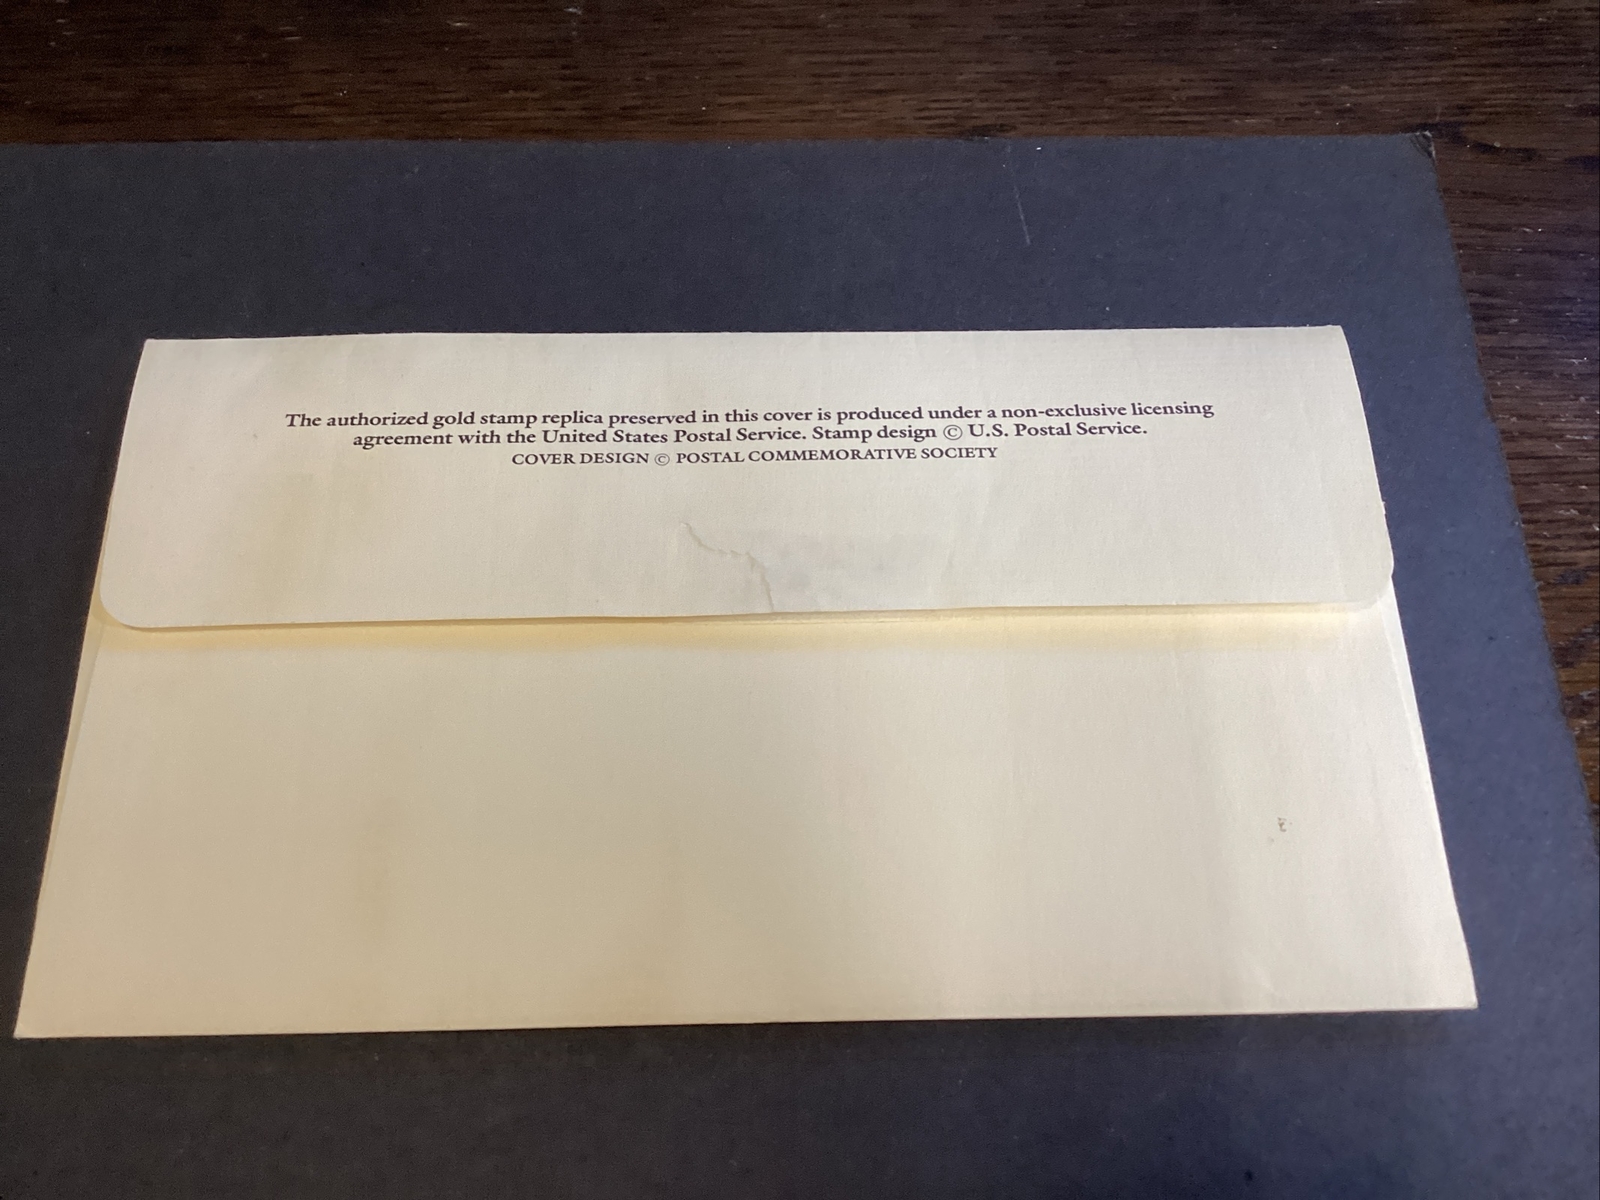 The authorized gold stamp replica preserved in this cover is produced under a non-exclusive licensing
agreement with the United States Postal Service. Stamp design © U.S. Postal Service.
COVER DESIGN © POSTAL COMMEMORATIVE SOCIETY